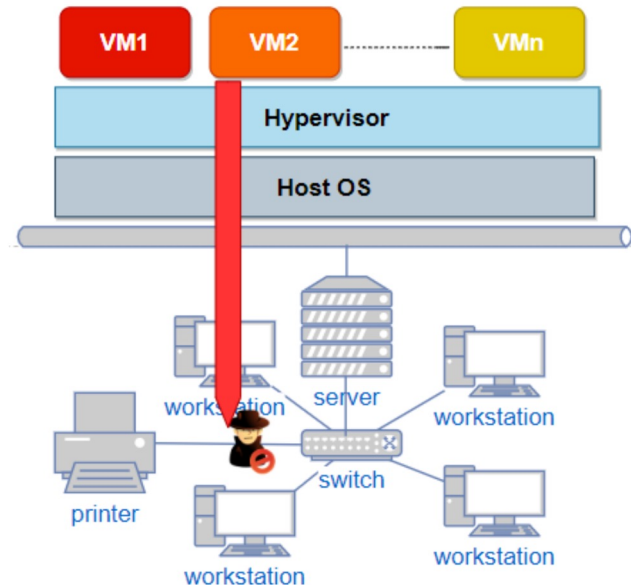 VM1
VM2
VMn
Hypervisor
Host OS
workstation
server
workstation
printer
switch
workstation
workstation